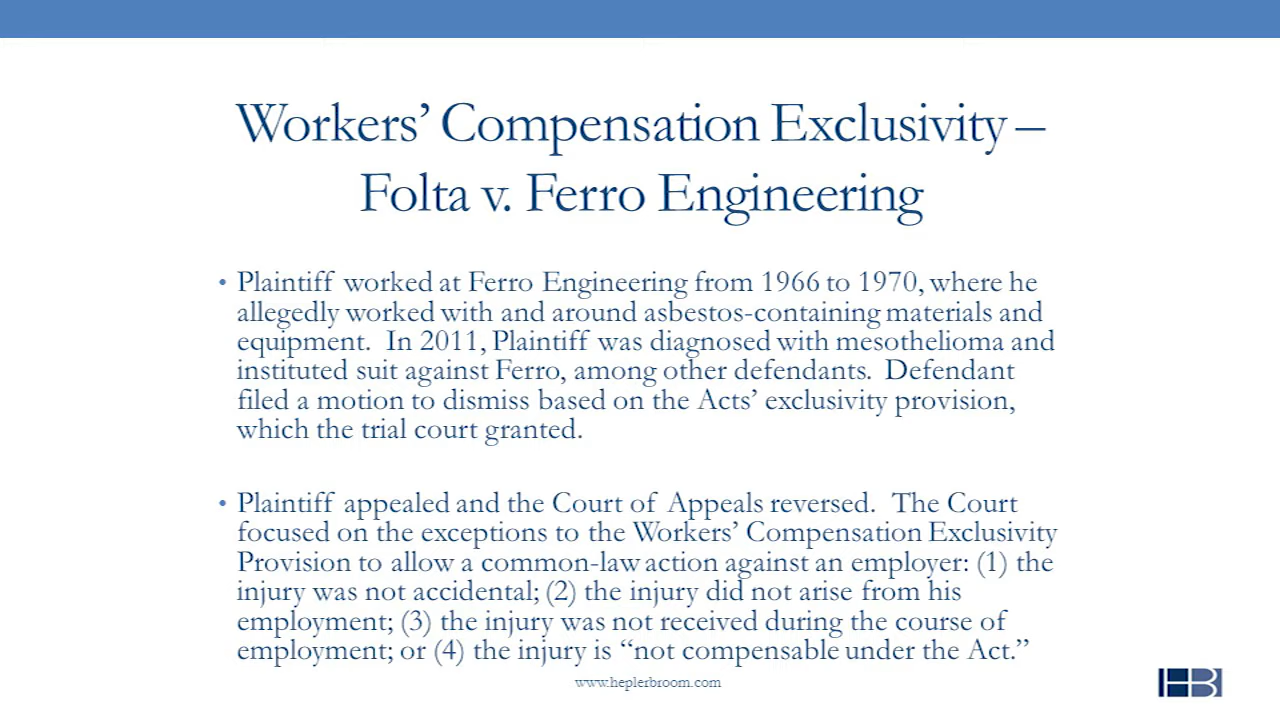 Workers’ Compensation Exclusivity –
Folta v. Ferro Engineering
• Plaintiff worked at Ferro Engineering from 1966 to 1970, where he
allegedly worked with and around asbestos-containing materials and
equipment.  In 2011, Plaintiff was diagnosed with mesothelioma and
instituted suit against Ferro, among other defendants.  Defendant
filed a motion to dismiss based on the Acts’ exclusivity provision,
which the trial court granted.
• Plaintiff appealed and the Court of Appeals reversed.  The Court
focused on the exceptions to the Workers’ Compensation Exclusivity
Provision to allow a common-law action against an employer: (1) the
injury was not accidental; (2) the injury did not arise from his
employment; (3) the injury was not received during the course of
employment; or (4) the injury is “not compensable under the Act.”
www.heplerbroom.com
HB